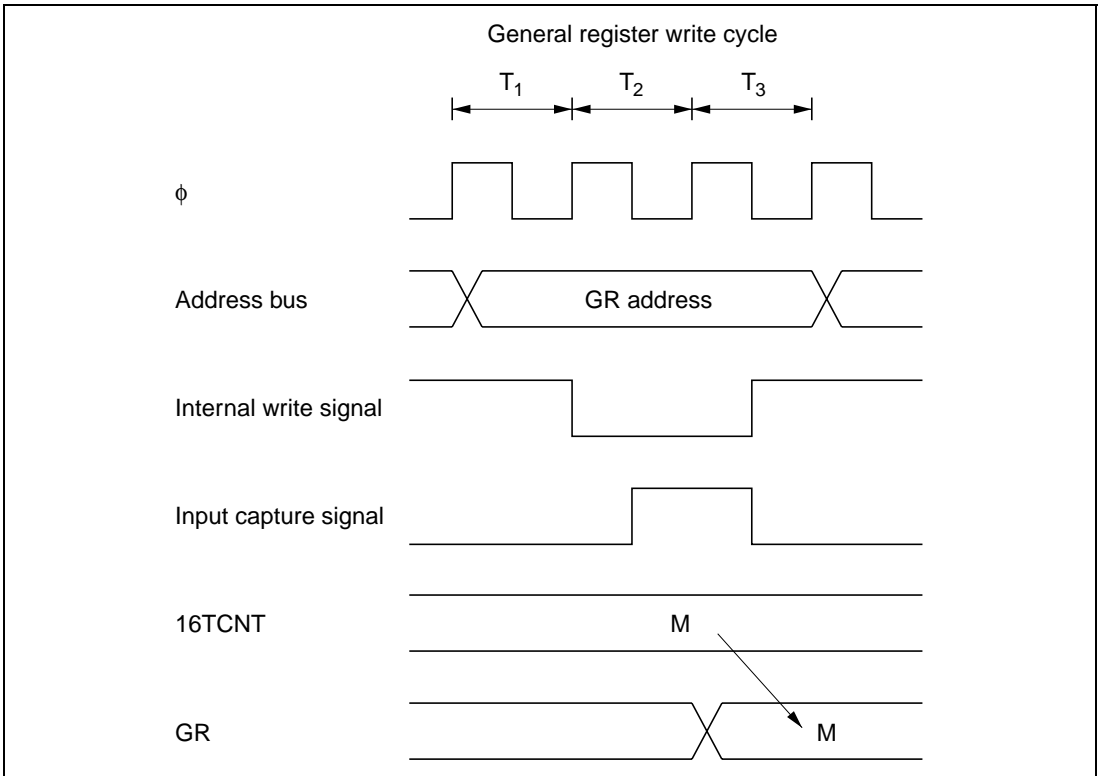 General register write cycle
T1 T2 T3
φ
Address bus
GR address
Internal write signal
Input capture signal
16TCNT
M
GR
M